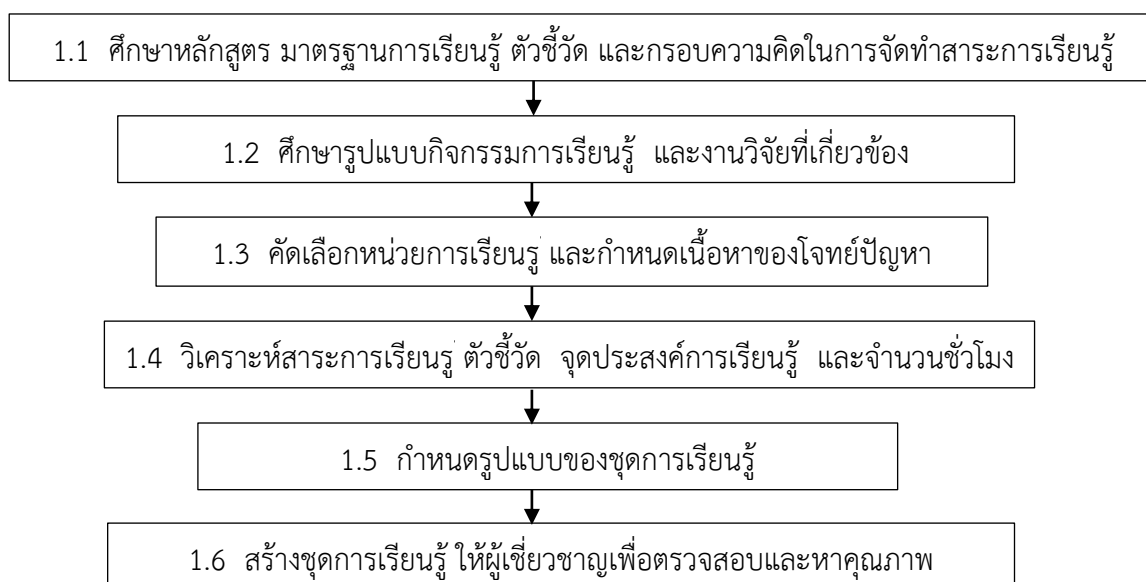 1.1 ศึกษาหลักสูตร มาตรฐานการเรียนรู้ ตัวชี้วัด และกรอบความคิดในการจัดทำสาระการเรียนรู้
1.2 ศึกษารูปแบบกิจกรรมการเรียนรู้ และงานวิจัยที่เกี่ยวข้อง
1.3 คัดเลือกหน่วยการเรียนรู้ และกำหนดเนื้อหาของโจทย์ปัญหา
1.4 วิเคราะห์สาระการเรียนรู้ ตัวชี้วัด จุดประสงค์การเรียนรู้ และจำนวนชั่วโมง
1.5 กำหนดรูปแบบของชุดการเรียนรู้
1.6 สร้างชุดการเรียนรู้ ให้ผู้เชี่ยวชาญเพื่อตรวจสอบและหาคุณภาพ